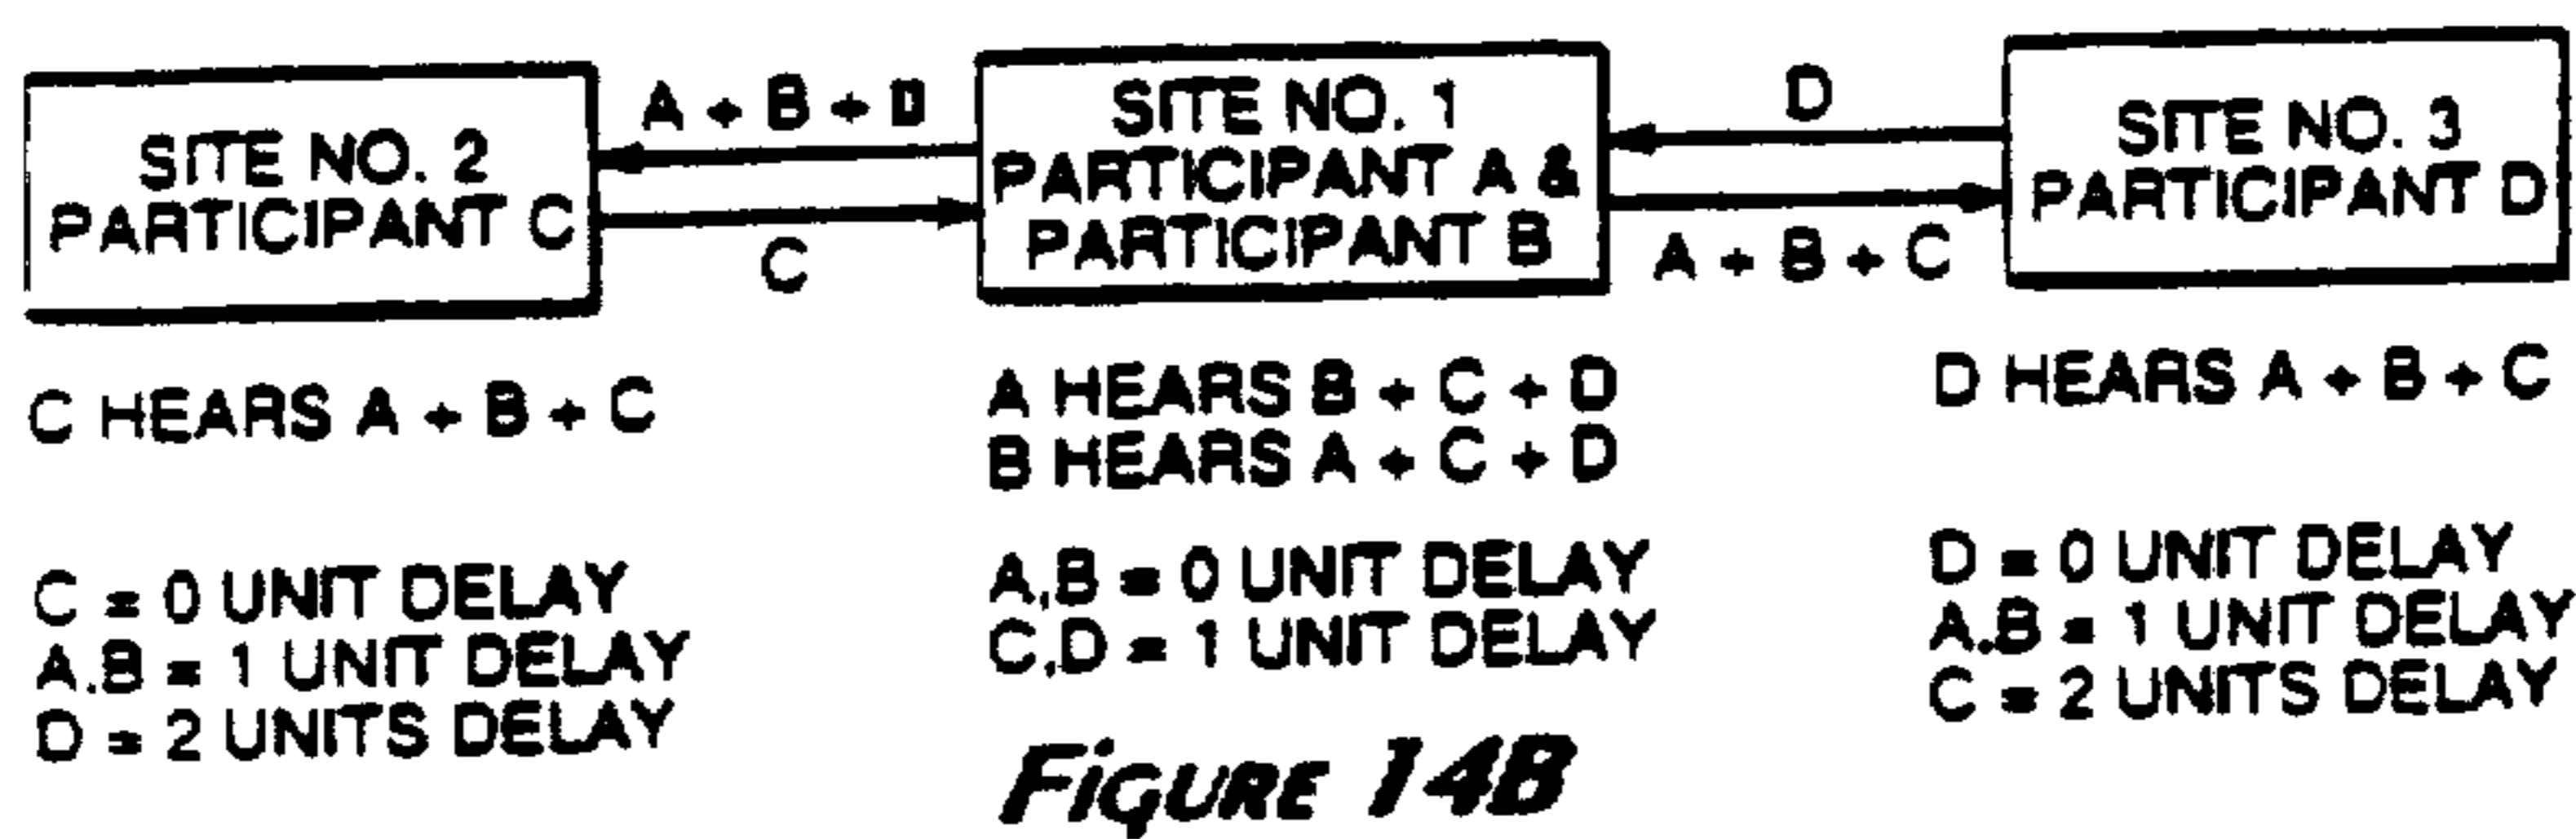 SITE NO. 2
PARTICIPANT C
A + B + D
C
SITE NO. 1
PARTICIPANT A &
PARTICIPANT B
D
A + B + C
SITE NO. 3
PARTICIPANT D
C HEARS A + B + C
C = 0 UNIT DELAY
A,B = 1 UNIT DELAY
D = 2 UNITS DELAY
A HEARS B + C + D
B HEARS A + C + D
A,B = 0 UNIT DELAY
C,D = 1 UNIT DELAY
D HEARS A + B + C
D = 0 UNIT DELAY
A,B = 1 UNIT DELAY
C = 2 UNITS DELAY
FIGURE 14B